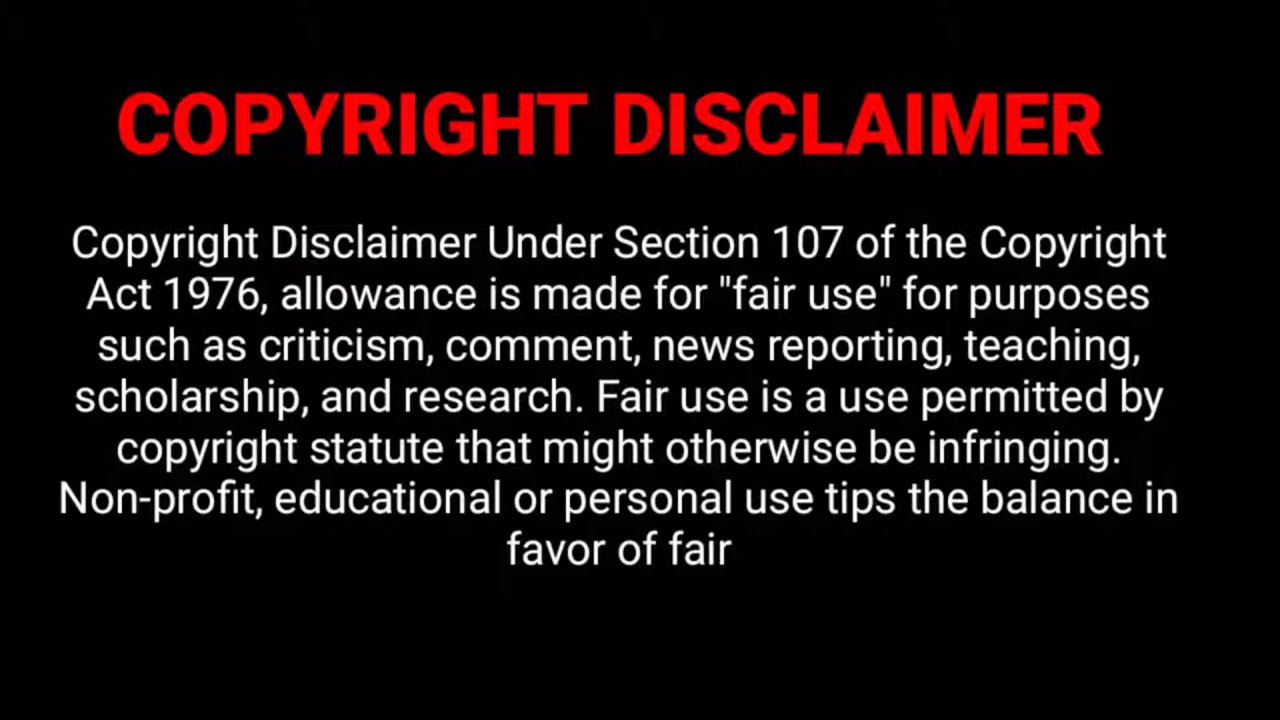 COPYRIGHT DISCLAIMER
Copyright Disclaimer Under Section 107 of the Copyright
Act 1976, allowance is made for "fair use" for purposes
such as criticism, comment, news reporting, teaching,
scholarship, and research. Fair use is a use permitted by
copyright statute that might otherwise be infringing.
Non-profit, educational or personal use tips the balance in
favor of fair